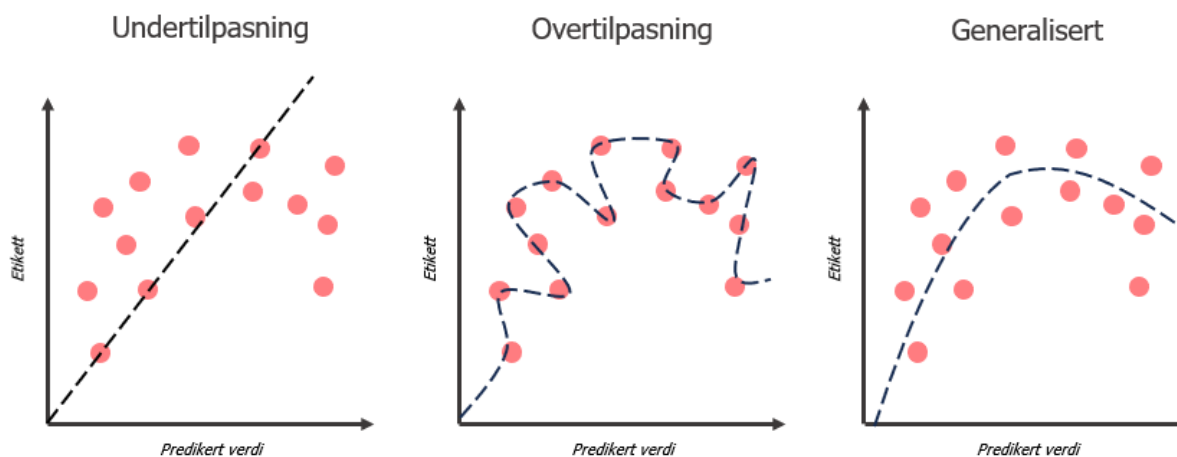 Undertilpasning
Overtilpasning
Generalisert
Etikett
Predikert verdi
Etikett
Predikert verdi
Etikett
Predikert verdi